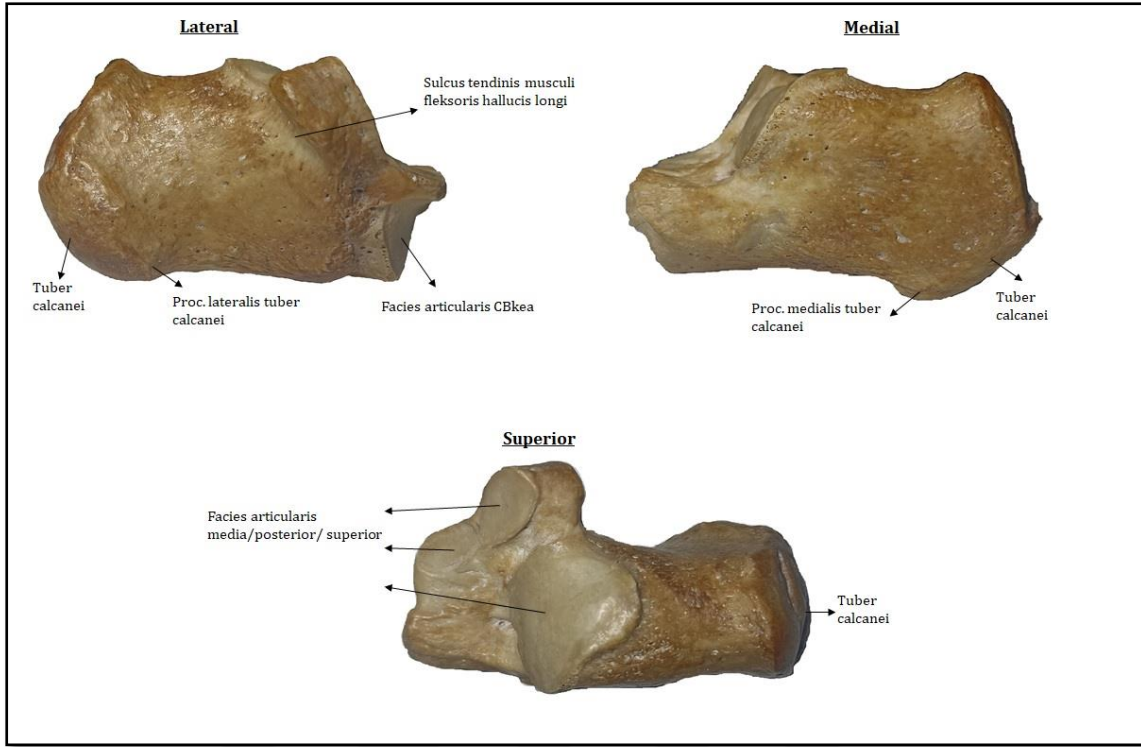 Lateral
Medial
Sulcus tendinis musculi
fleksoris hallucis longi
Tuber
calcanei
Proc. lateralis tuber
calcanei
Facies articularis CBkea
Proc. medialis tuber
calcanei
Tuber
calcanei
Superior
Facies articularis
media/posterior/ superior
Tuber
calcanei